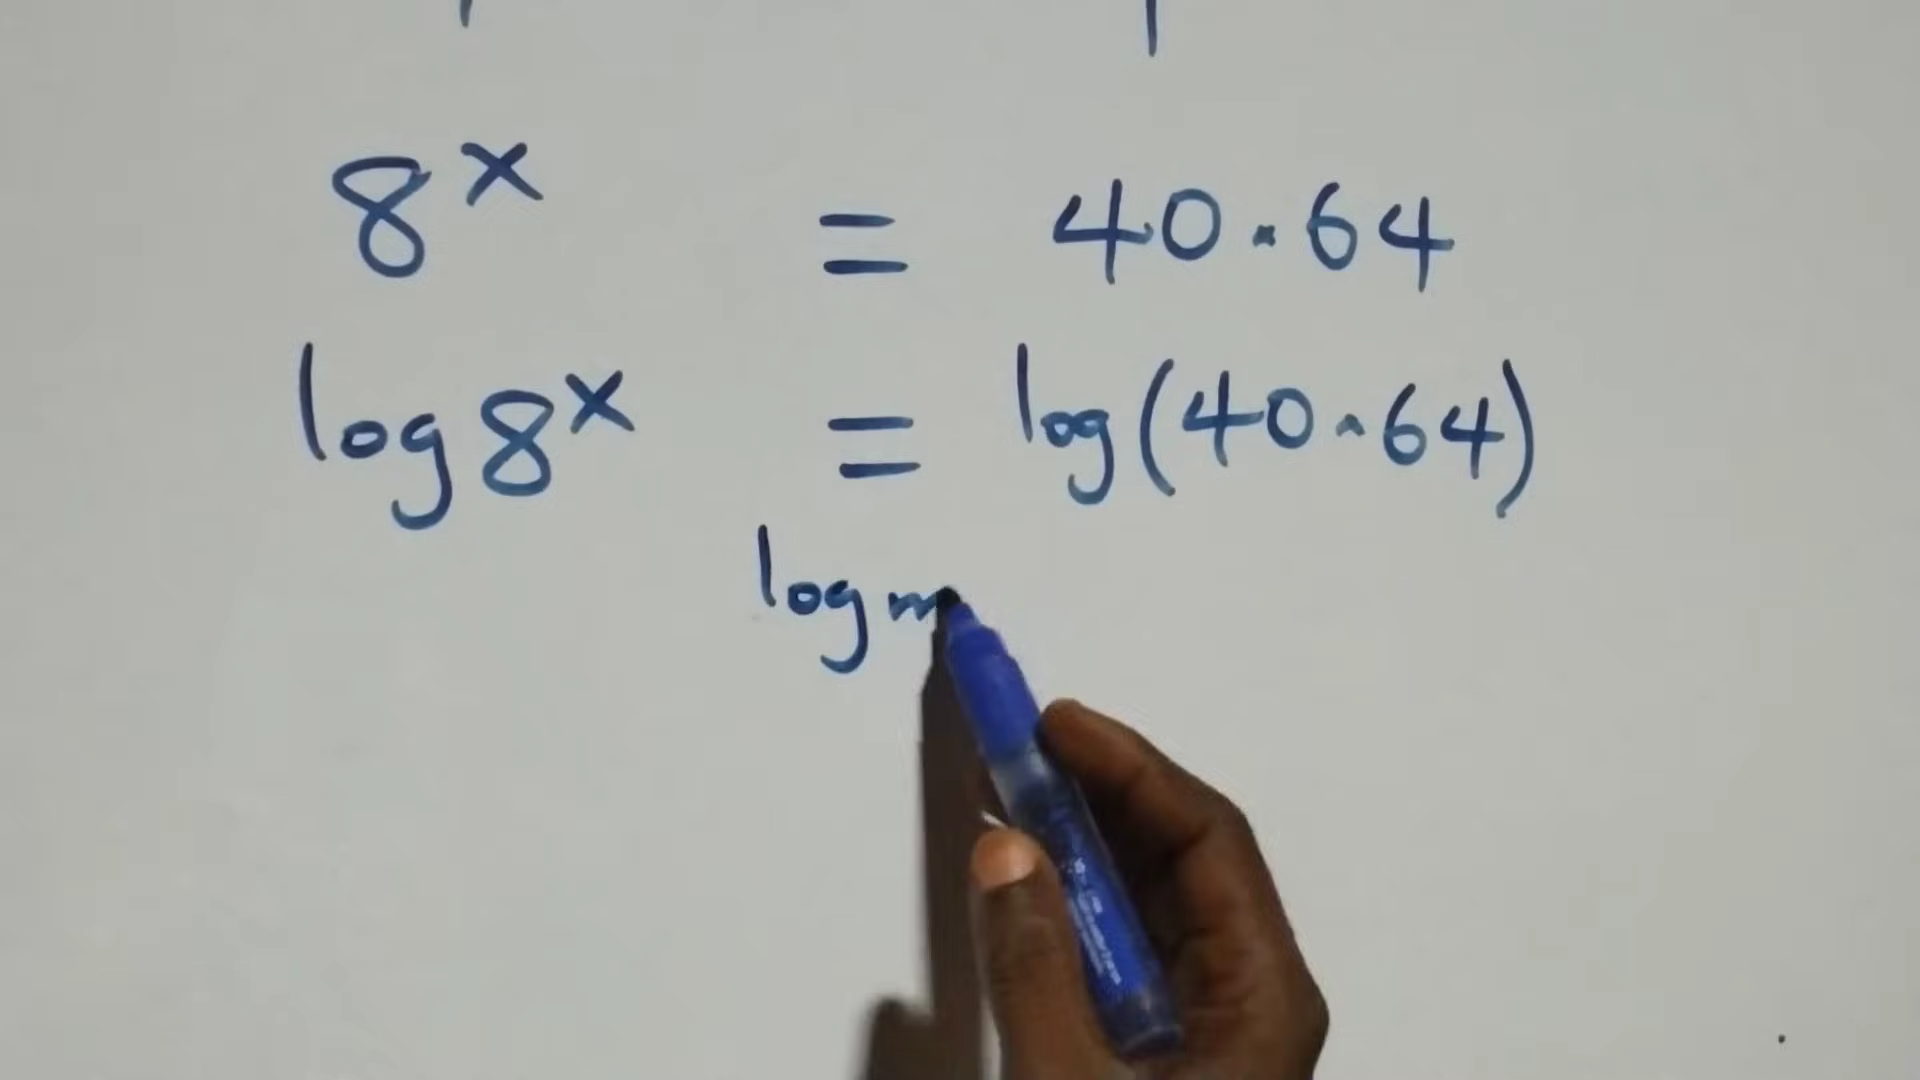 8^x = 40.64
log 8^x = log(40.64)
log m